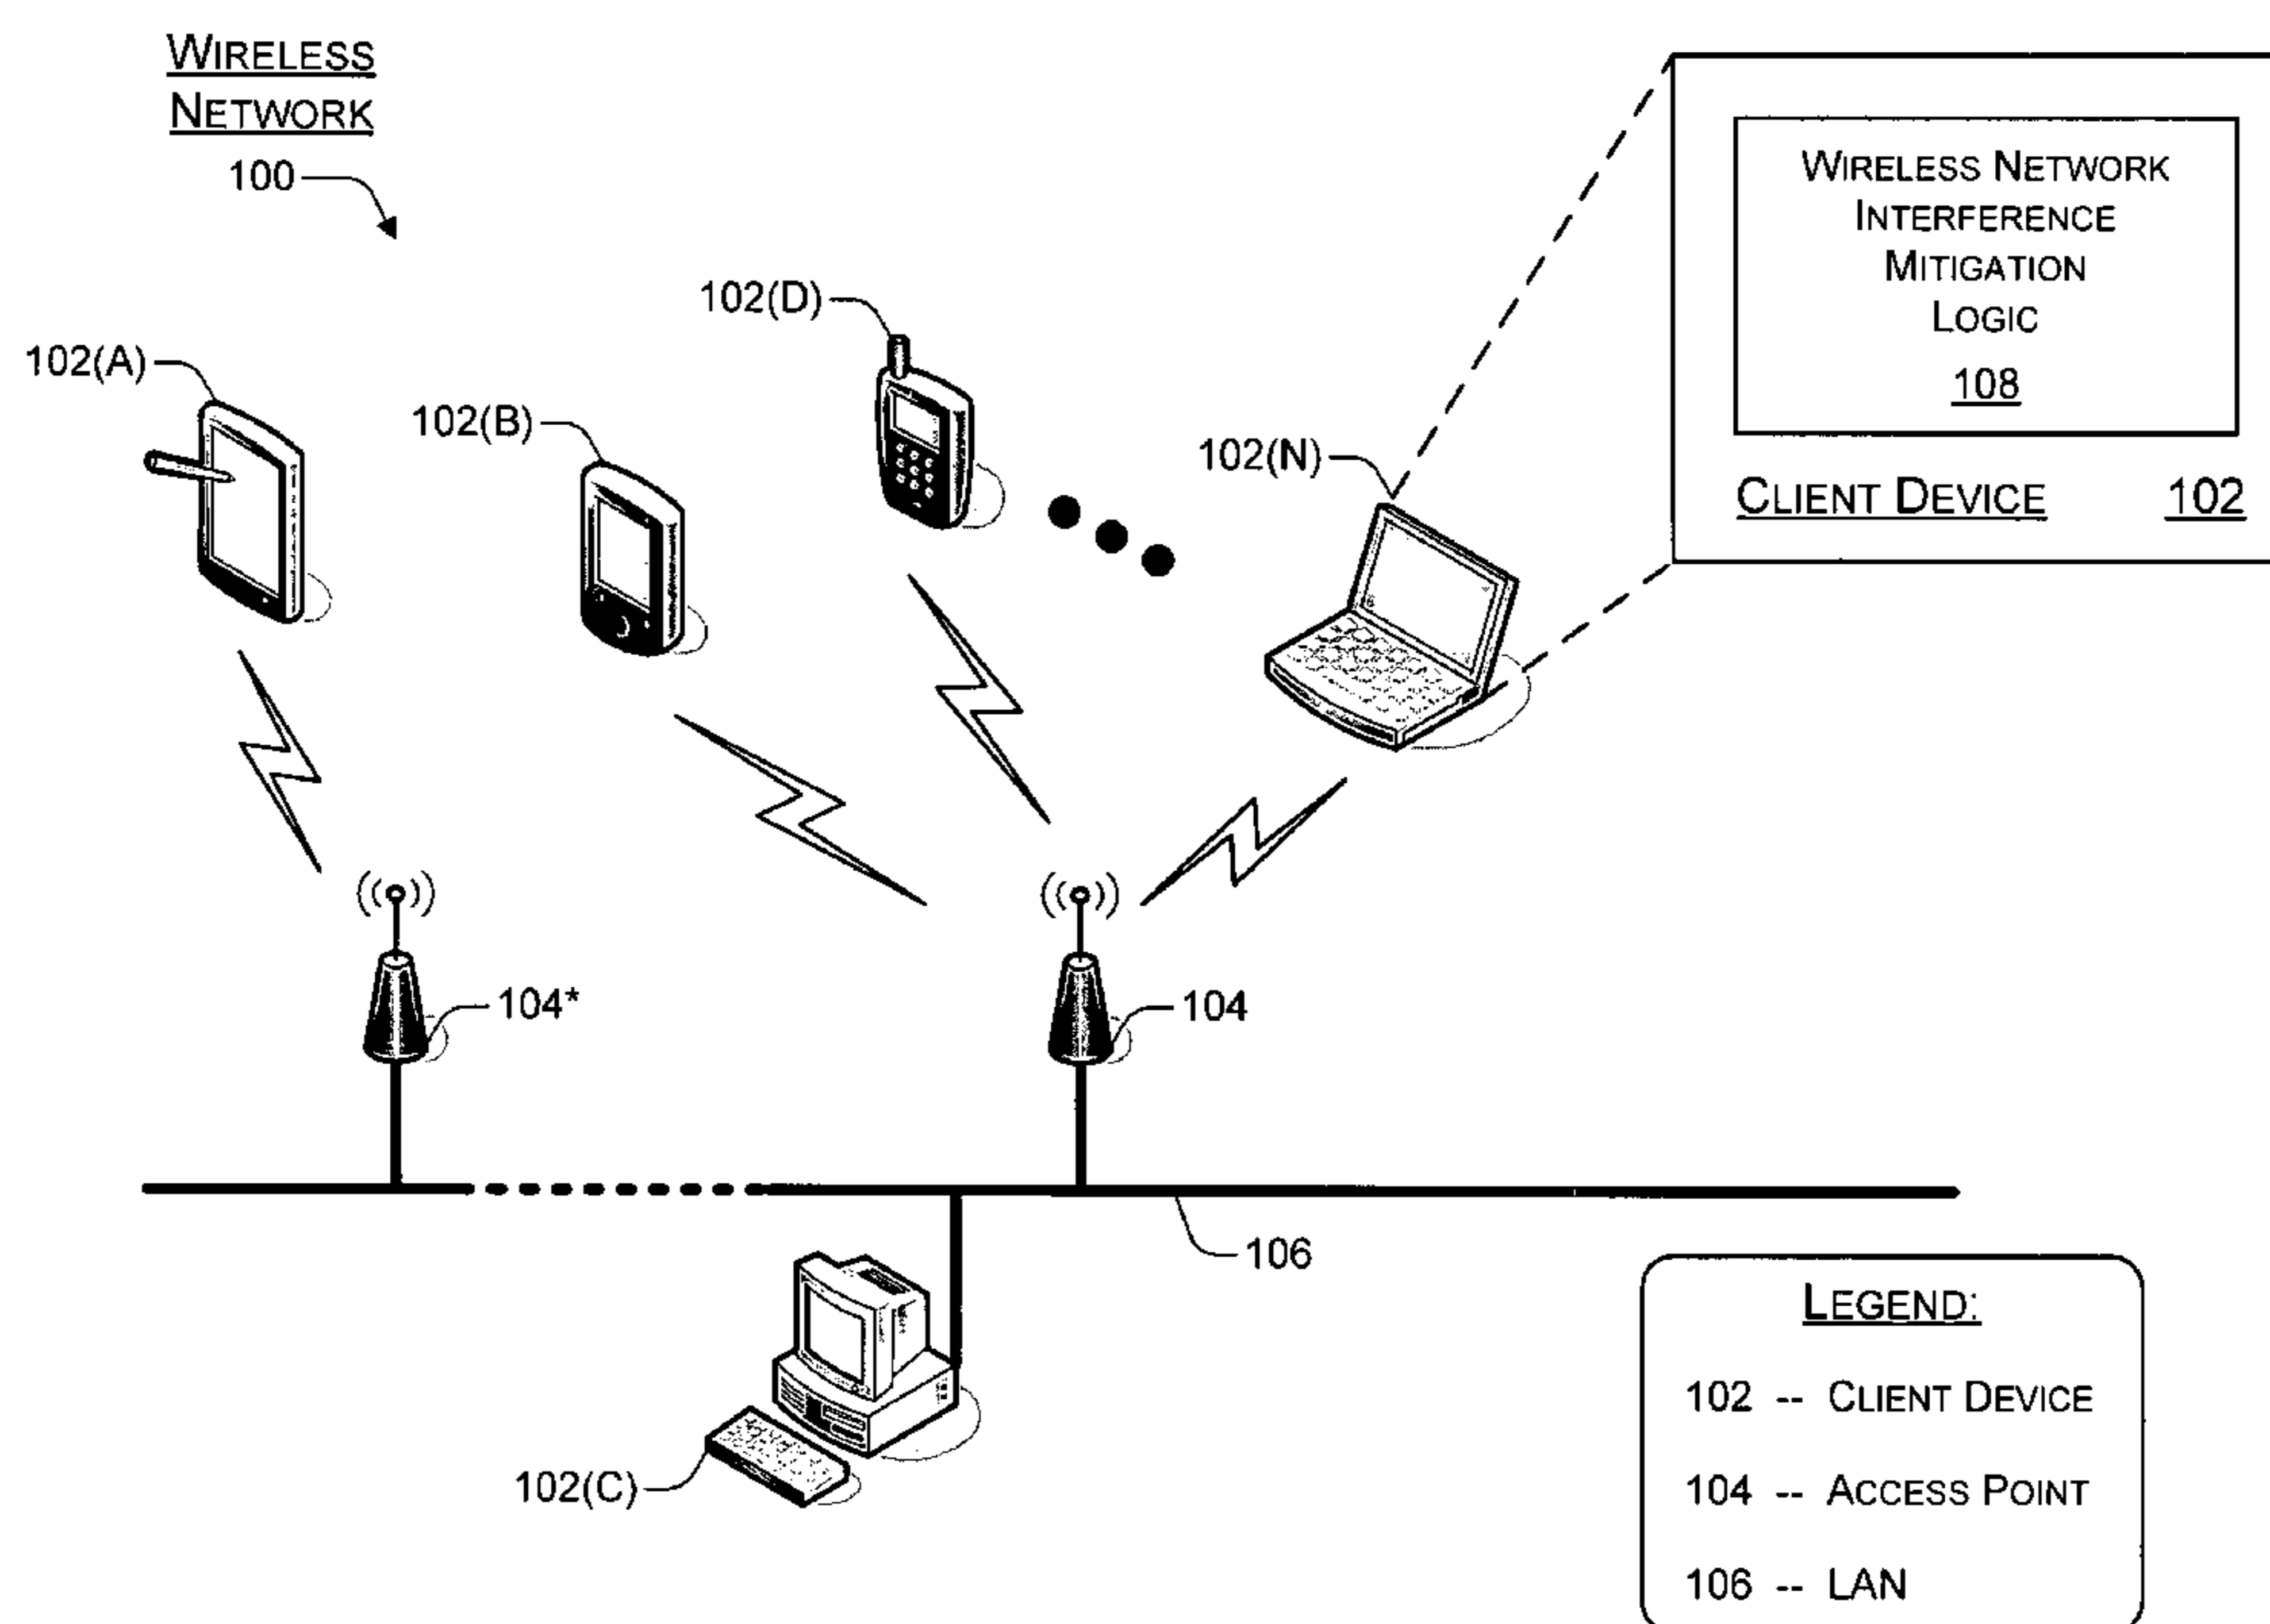 WIRELESS
NETWORK
100
WIRELESS NETWORK
INTERFERENCE
MITIGATION
LOGIC
108
CLIENT DEVICE 102
102(D)
102(A)
102(B)
102(N)
104*
104
106
102(C)
LEGEND:
102 -- CLIENT DEVICE
104 -- ACCESS POINT
106 -- LAN